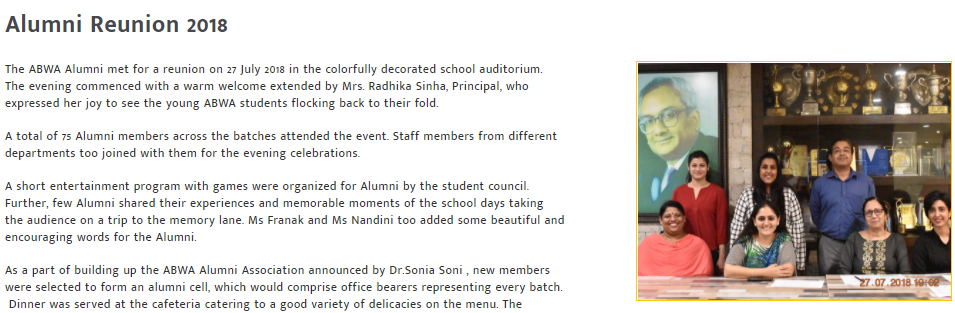 Alumni Reunion 2018
The ABWA Alumni met for a reunion on 27 July 2018 in the colorfully decorated school auditorium.
The evening commenced with a warm welcome extended by Mrs. Radhika Sinha, Principal, who
expressed her joy to see the young ABWA students flocking back to their fold.
A total of 75 Alumni members across the batches attended the event. Staff members from different
departments too joined with them for the evening celebrations.
A short entertainment program with games were organized for Alumni by the student council.
Further, few Alumni shared their experiences and memorable moments of the school days taking
the audience on a trip to the memory lane. Ms Franak and Ms Nandini too added some beautiful and
encouraging words for the Alumni.
As a part of building up the ABWA Alumni Association announced by Dr.Sonia Soni , new members
were selected to form an alumni cell, which would comprise office bearers representing every batch.
Dinner was served at the cafeteria catering to a good variety of delicacies on the menu. The
27.07.2018 19:02